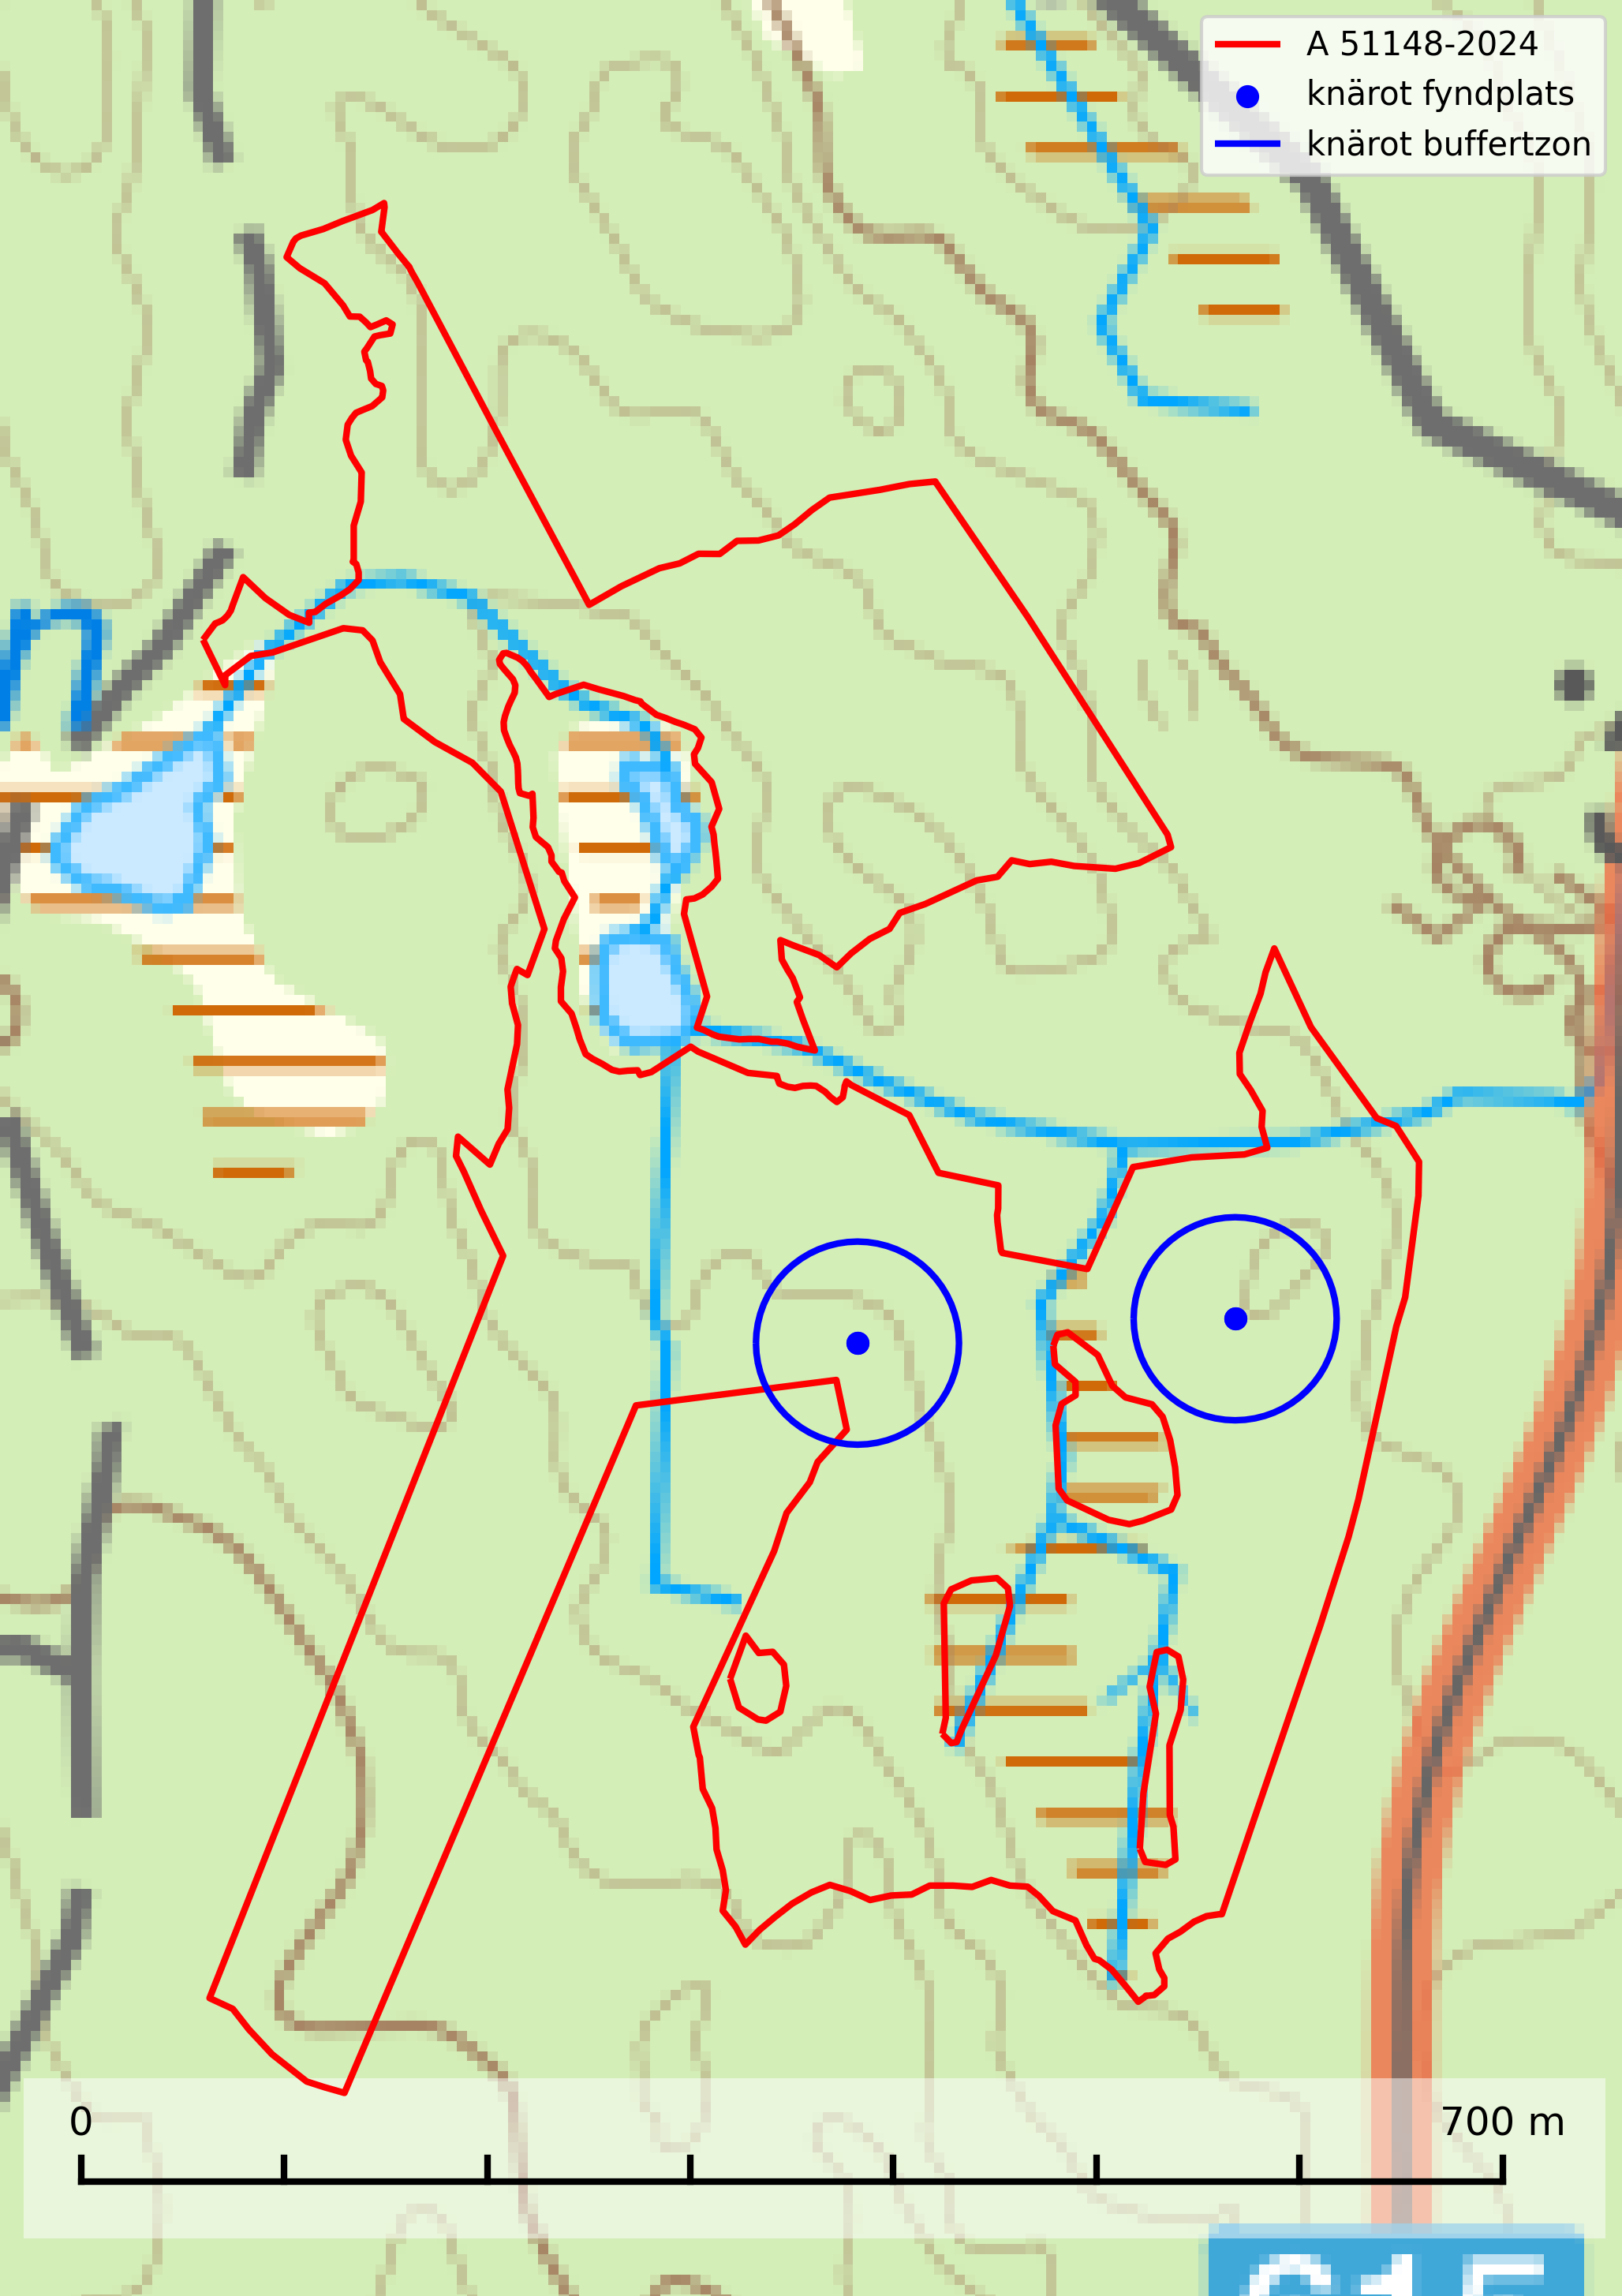 A 51148-2024
knärot fyndplats
knärot buffertzon
0 700 m